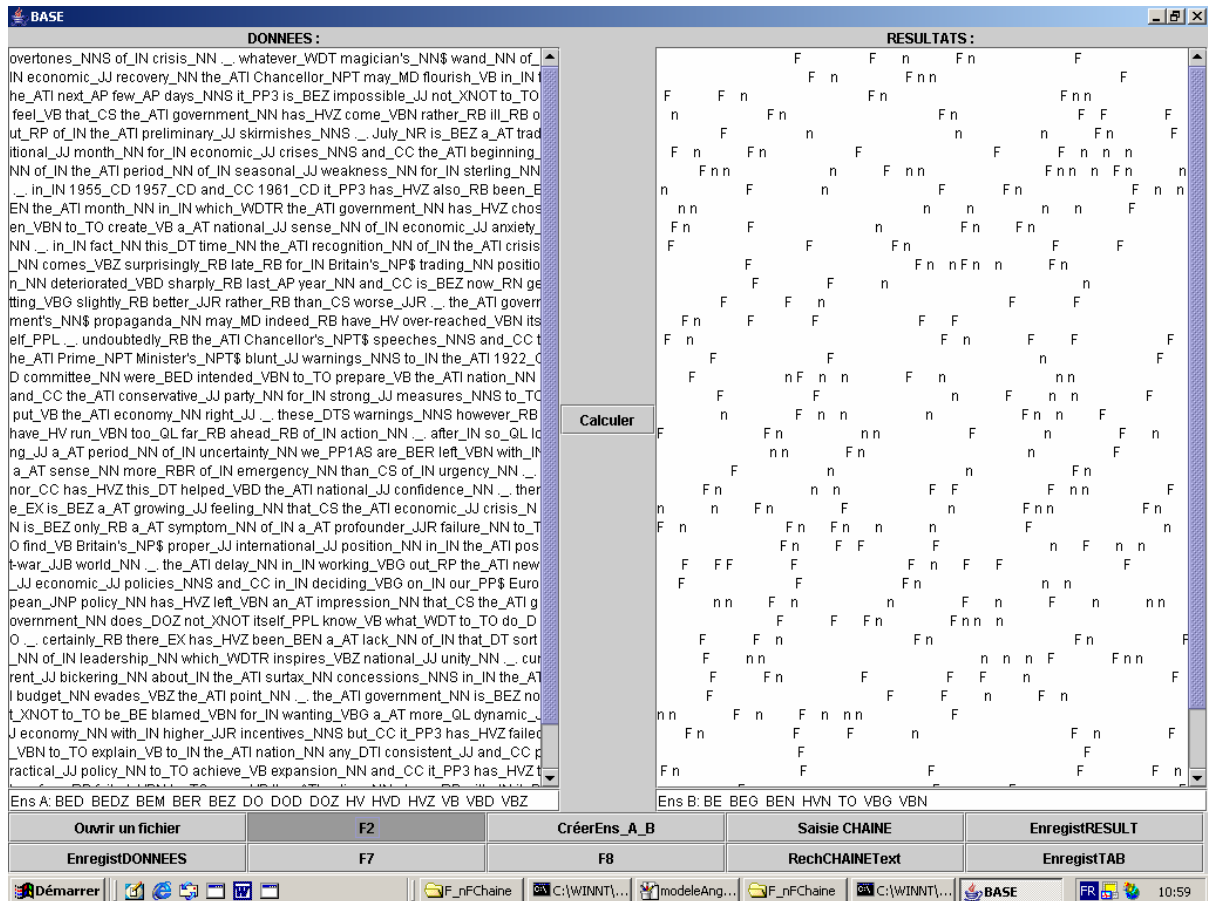 BASE
DONNEES :
RESULTATS :
overtones_NNS of_IN crisis_NN ._. whatever_WDT magician's_NN$ wand_NN of_
IN economic_JJ recovery_NN the_ATI Chancellor_NPT may_MD flourish_VB in_IN t
he_ATI next_AP few_AP days_NNS it_PP3 is_BEZ impossible_JJ not_XNOT to_TO
feel_VB that_CS the_ATI government_NN has_HVZ come_VBN rather_RB ill_RB o
ut_RP of_IN the_ATI preliminary_JJ skirmishes_NNS ._. July_NR is_BEZ a_AT trad
itional_JJ month_NN for_IN economic_JJ crises_NNS and_CC the_ATI beginning_
NN of_IN the_ATI period_NN of_IN seasonal_JJ weakness_NN for_IN sterling_NN
._. in_IN 1955_CD 1957_CD and_CC 1961_CD it_PP3 has_HVZ also_RB been_B
EN the_ATI month_NN in_IN which_WDTR the_ATI government_NN has_HVZ chos
en_VBN to_TO create_VB a_AT national_JJ sense_NN of_IN economic_JJ anxiety_
NN ._. in_IN fact_NN this_DT time_NN the_ATI recognition_NN of_IN the_ATI crisis
_NN comes_VBZ surprisingly_RB late_RB for_IN Britain's_NP$ trading_NN positio
n_NN deteriorated_VBD sharply_RB last_AP year_NN and_CC is_BEZ now_RN ge
tting_VBG slightly_RB better_JJR rather_RB than_CS worse_JJR ._. the_ATI govern
ment's_NN$ propaganda_NN may_MD indeed_RB have_HV over-reached_VBN its
elf_PPL ._. undoubtedly_RB the_ATI Chancellor's_NPT$ speeches_NNS and_CC t
he_ATI Prime_NPT Minister's_NPT$ blunt_JJ warnings_NNS to_IN the_ATI 1922_C
D committee_NN were_BED intended_VBN to_TO prepare_VB the_ATI nation_NN
and_CC the_ATI conservative_JJ party_NN for_IN strong_JJ measures_NNS to_TO
put_VB the_ATI economy_NN right_JJ ._. these_DTS warnings_NNS however_RB
have_HV run_VBN too_QL far_RB ahead_RB of_IN action_NN ._. after_IN so_QL lo
ng_JJ a_AT period_NN of_IN uncertainty_NN we_PP1AS are_BER left_VBN with_IN
a_AT sense_NN more_RBR of_IN emergency_NN than_CS of_IN urgency_NN ._.
nor_CC has_HVZ this_DT helped_VBD the_ATI national_JJ confidence_NN ._. ther
e_EX is_BEZ a_AT growing_JJ feeling_NN that_CS the_ATI economic_JJ crisis_N
N is_BEZ only_RB a_AT symptom_NN of_IN a_AT profounder_JJR failure_NN to_T
O find_VB Britain's_NP$ proper_JJ international_JJ position_NN in_IN the_ATI pos
t-war_JJB world_NN ._. the_ATI delay_NN in_IN working_VBG out_RP the_ATI new
_JJ economic_JJ policies_NNS and_CC in_IN deciding_VBG on_IN our_PP$ Euro
pean_JNP policy_NN has_HVZ left_VBN an_AT impression_NN that_CS the_ATI g
overnment_NN does_DOZ not_XNOT itself_PPL know_VB what_WDT to_TO do_D
O ._. certainly_RB there_EX has_HVZ been_BEN a_AT lack_NN of_IN that_DT sort
_NN of_IN leadership_NN which_WDTR inspires_VBZ national_JJ unity_NN ._. cur
rent_JJ bickering_NN about_IN the_ATI surtax_NN concessions_NNS in_IN the_AT
I budget_NN evades_VBZ the_ATI point_NN ._. the_ATI government_NN is_BEZ no
t_XNOT to_TO be_BE blamed_VBN for_IN wanting_VBG a_AT more_QL dynamic_J
J economy_NN with_IN higher_JJR incentives_NNS but_CC it_PP3 has_HVZ failed
_VBN to_TO explain_VB to_IN the_ATI nation_NN any_DTI consistent_JJ and_CC p
ractical_JJ policy_NN to_TO achieve_VB expansion_NN and_CC it_PP3 has_HVZ t
F F n F n F
F n F n n F
F F n F n F n n
n F n F n F F F
F n n n F n F
F n F n F F F n n n
F n n n F n n F n n n F n n
n F n F F n F n n
n n n n n n F
F n F n F n F n
F F F n F F
F n n F n n F n
F F n n
F F n F F
F n F F F F
F n F n F F F
F F n F
F n F n n F n n n
F F n F F
n F n n n F n n F
F n n n F n F n
n n F n n F
F n n F n
F n n n F F F n n F
n n F n F n F n n F n
F n F n F n n n F n
F n F F F n F n n
F F F F n F F F
F F F n n n
n n F n n F n F n n n
F F F n F n n n
F F n F n F n F
F n n n n n F F n n
F F n F F F n F
F F F n F n
n n F n F n n n F
F n F F n F n F
F F
F n F F F F n
Calculer
Ens A: BED BEDZ BEM BER BEZ DO DOD DOZ HV HVD HVZ VB VBD VBZ
Ens B: BE BEG BEN HVN TO VBG VBN
Ouvrir un fichier
F2
CréerEns_A_B
Saisie CHAINE
EnregistRESULT
EnregistDONNEES
F7
F8
RechCHAINEText
EnregistTAB
Démarrer
F_nFChaine
C:\WINNT\...
modeleAng...
F_nFChaine
C:\WINNT\...
BASE
FR
10:59